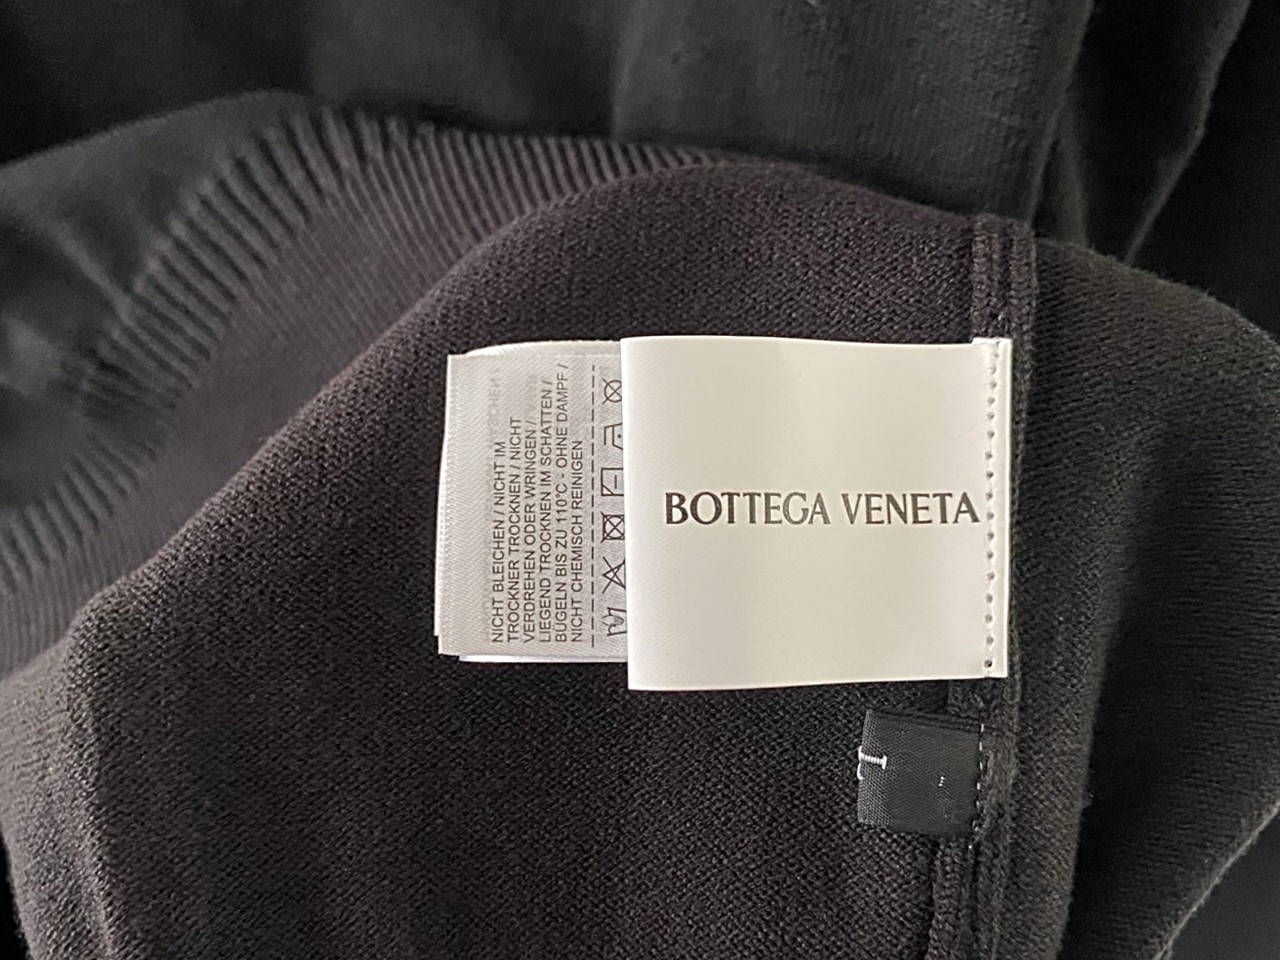 NICHT BLEICHEN / NICHT IM
TROCKNER TROCKNEN / NICHT
VERDREHEN ODER WRINGEN /
LIEGEND TROCKNEN IM SCHATTEN /
BÜGELN BIS ZU 110°C - OHNE DAMPF /
NICHT CHEMISCH REINIGEN
BOTTEGA VENETA